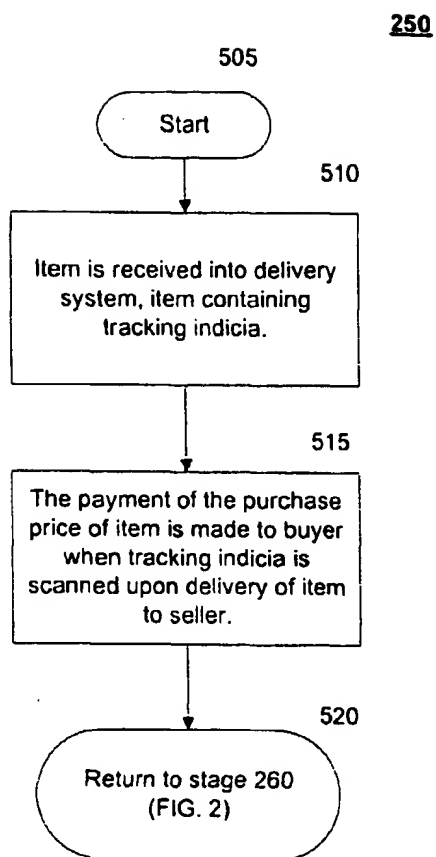 250
505
Start
510
Item is received into delivery
system, item containing
tracking indicia.
515
The payment of the purchase
price of item is made to buyer
when tracking indicia is
scanned upon delivery of item
to seller.
520
Return to stage 260
(FIG. 2)